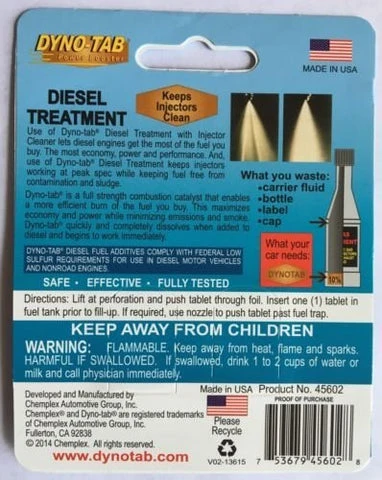 DYNO-TAB®
Power Booster
MADE IN USA
DIESEL
TREATMENT
Keeps
Injectors
Clean
Use of Dyno-tab® Diesel Treatment with Injector
Cleaner lets diesel engines get the most of the fuel you
buy. The most economy, power and performance. And,
use of Dyno-tab® Diesel Treatment keeps injectors
working at peak spec while keeping fuel free from
contamination and sludge.
Dyno-tab® is a full strength combustion catalyst that enables
a more efficient burn of the fuel you buy. This maximizes
economy and power while minimizing emissions and smoke.
Dyno-tab® quickly and completely dissolves when added to
diesel and begins to work immediately.
DYNO-TAB® DIESEL FUEL ADDITIVES COMPLY WITH FEDERAL LOW
SULFUR REQUIREMENTS FOR USE IN DIESEL MOTOR VEHICLES
AND NONROAD ENGINES.
What you waste:
•carrier fluid
•bottle
•label
•cap
What your
car needs:
DYNOTAB
10%
SAFE • EFFECTIVE • FULLY TESTED
Directions: Lift at perforation and push tablet through foil. Insert one (1) tablet in
fuel tank prior to fill-up. If required, use nozzle to push tablet past fuel trap.
KEEP AWAY FROM CHILDREN
WARNING: FLAMMABLE. Keep away from heat, flame and sparks.
HARMFUL IF SWALLOWED. If swallowed, drink 1 to 2 cups of water
or milk and call physician immediately.
Developed and Manufactured by
Chemplex Automotive Group, Inc.
Chemplex® and Dyno-tab® are registered trademarks
of Chemplex Automotive Group, Inc.
Fullerton, CA 92838
© 2014 Chemplex. All rights reserved.
www.dynotab.com
Made in USA Product No. 45602
Please
Recycle
V02-13615
PROOF OF PURCHASE
7 53679 45602 8